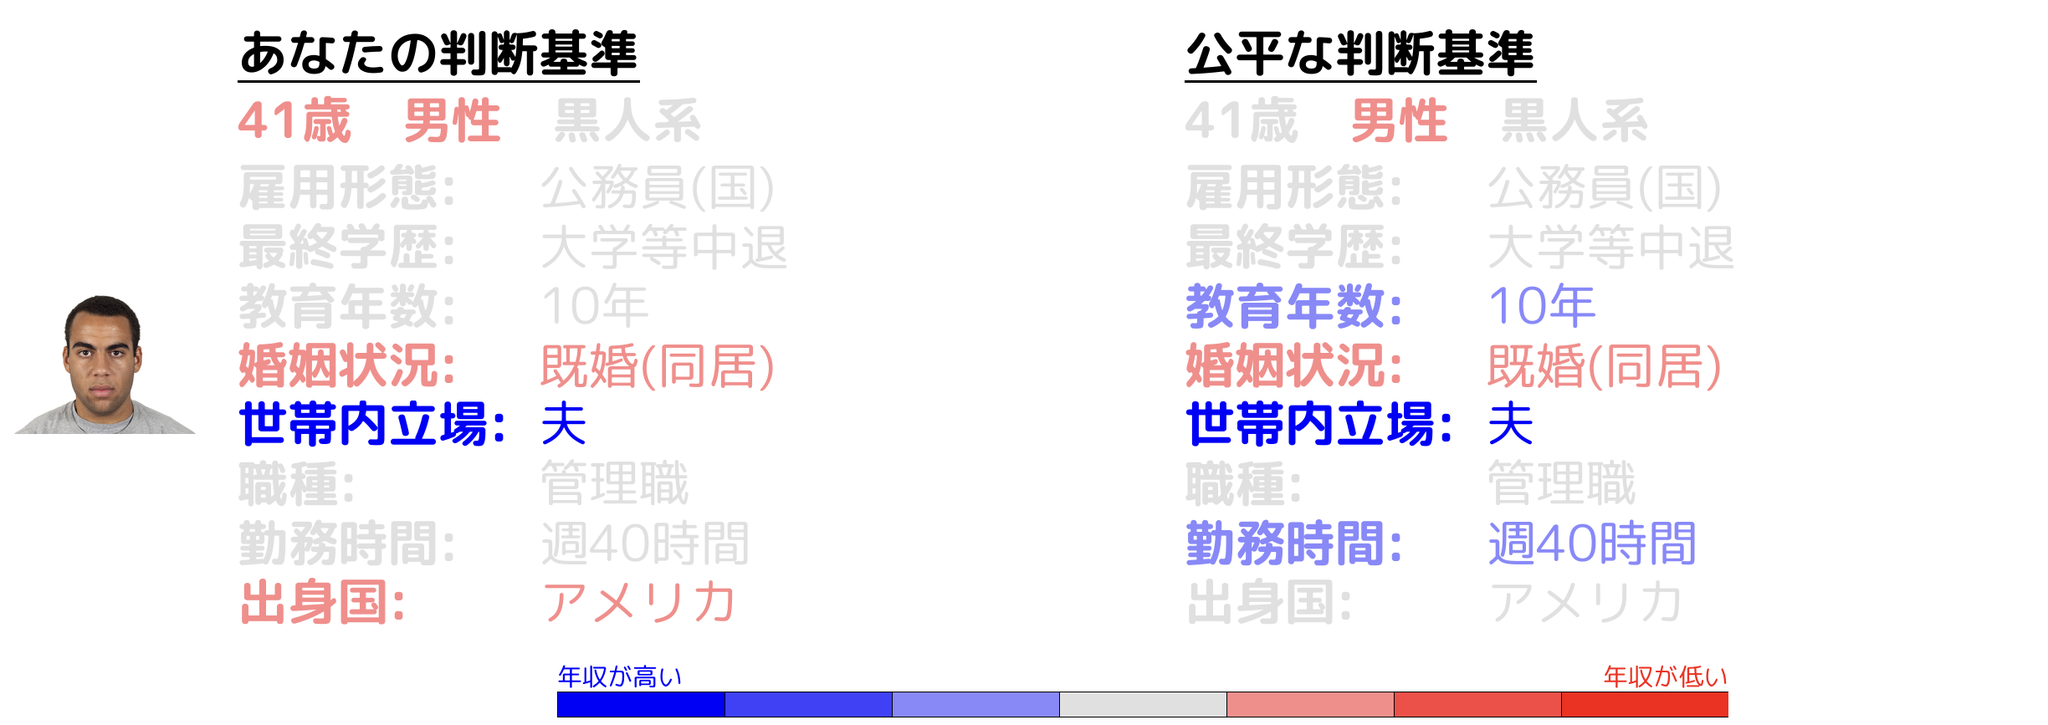 あなたの判断基準
41歳 男性 黒人系
雇用形態: 公務員(国)
最終学歴: 大学等中退
教育年数: 10年
婚姻状況: 既婚(同居)
世帯内立場: 夫
職種: 管理職
勤務時間: 週40時間
出身国: アメリカ
公平な判断基準
41歳 男性 黒人系
雇用形態: 公務員(国)
最終学歴: 大学等中退
教育年数: 10年
婚姻状況: 既婚(同居)
世帯内立場: 夫
職種: 管理職
勤務時間: 週40時間
出身国: アメリカ
年収が高い
年収が低い